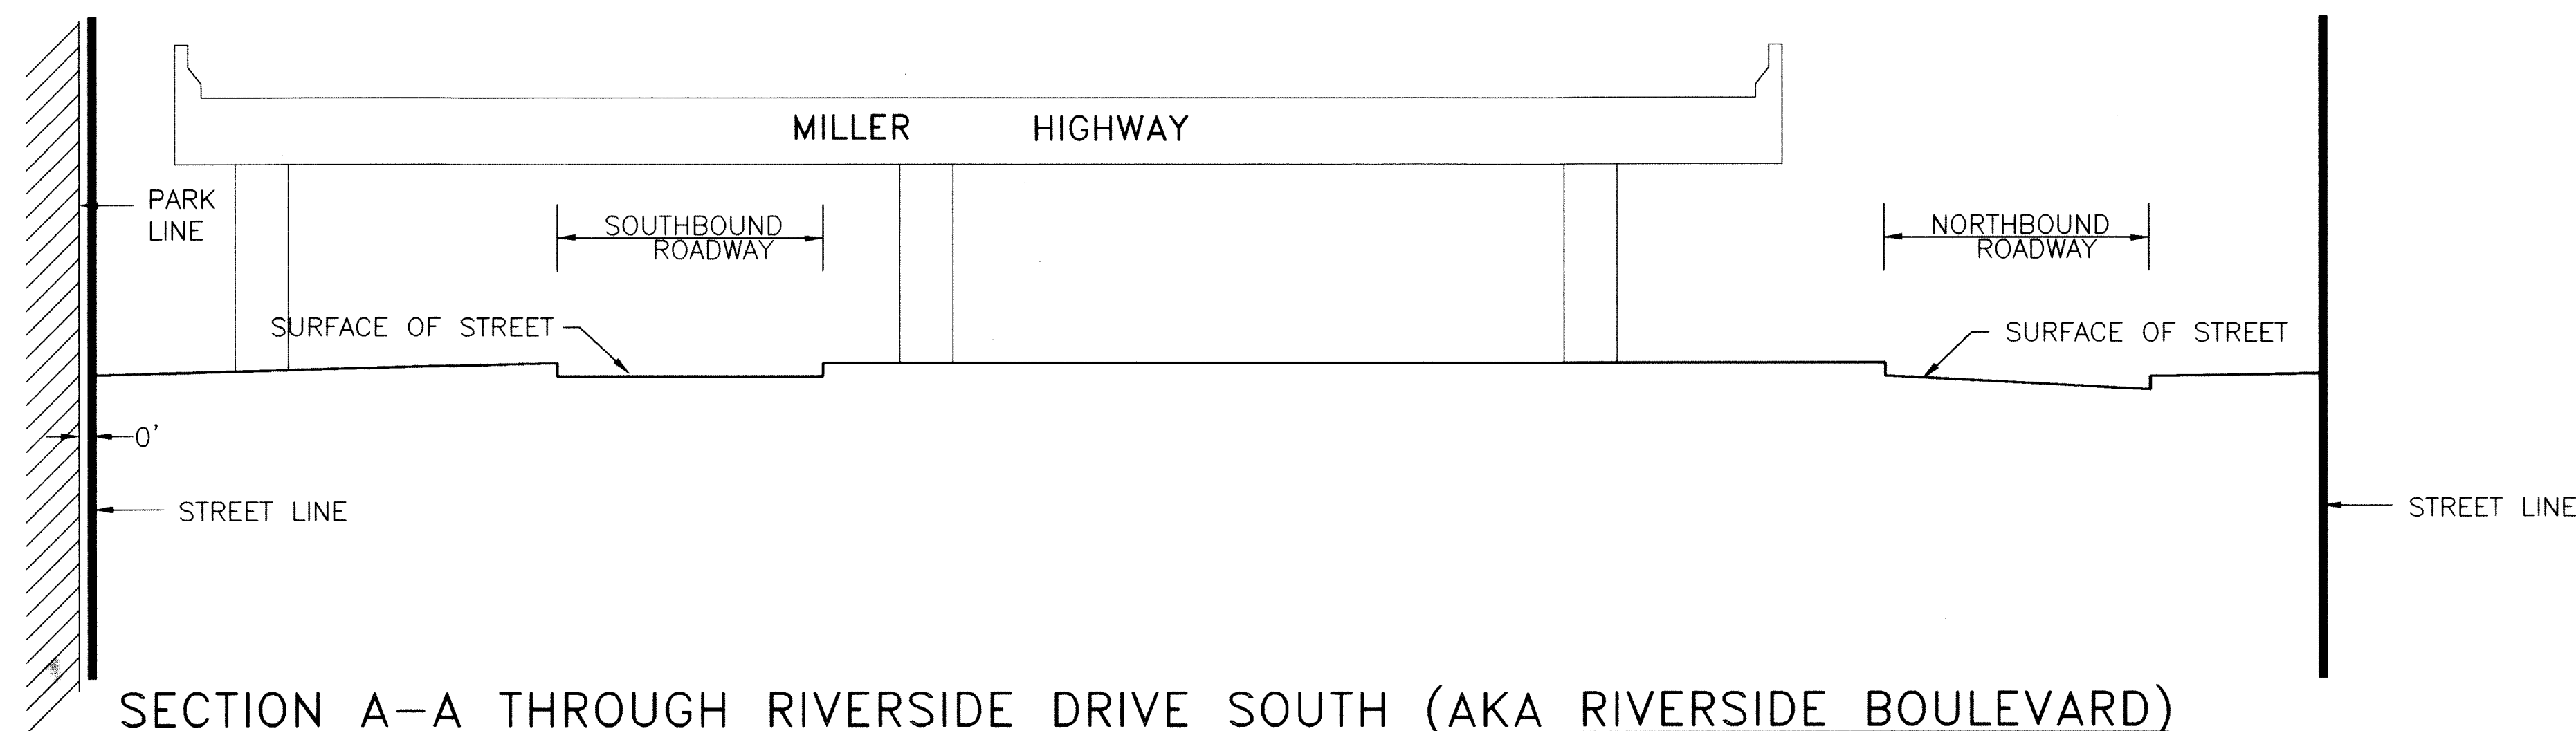 MILLER HIGHWAY
PARK
LINE
SOUTHBOUND
ROADWAY
NORTHBOUND
ROADWAY
SURFACE OF STREET
SURFACE OF STREET
0'
STREET LINE
STREET LINE
SECTION A-A THROUGH RIVERSIDE DRIVE SOUTH (AKA RIVERSIDE BOULEVARD)